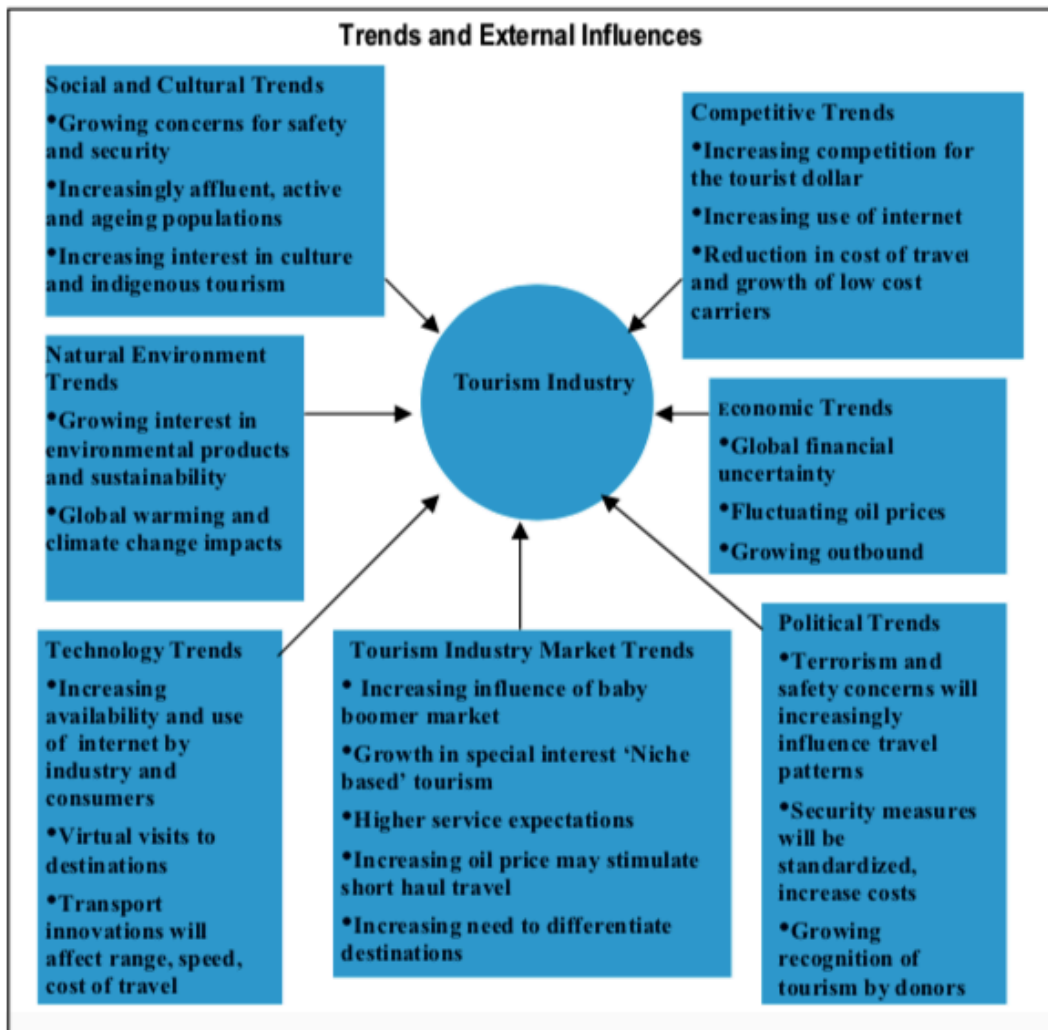 Trends and External Influences
Social and Cultural Trends
•Growing concerns for safety
and security
•Increasingly affluent, active
and ageing populations
•Increasing interest in culture
and indigenous tourism
Competitive Trends
•Increasing competition for
the tourist dollar
•Increasing use of internet
•Reduction in cost of travel
and growth of low cost
carriers
Natural Environment
Trends
•Growing interest in
environmental products
and sustainability
•Global warming and
climate change impacts
Tourism Industry
Economic Trends
•Global financial
uncertainty
•Fluctuating oil prices
•Growing outbound
Technology Trends
•Increasing
availability and use
of internet by
industry and
consumers
•Virtual visits to
destinations
•Transport
innovations will
affect range, speed,
cost of travel
Tourism Industry Market Trends
• Increasing influence of baby
boomer market
•Growth in special interest ‘Niche
based’ tourism
•Higher service expectations
•Increasing oil price may stimulate
short haul travel
•Increasing need to differentiate
destinations
Political Trends
•Terrorism and
safety concerns will
increasingly
influence travel
patterns
•Security measures
will be
standardized,
increase costs
•Growing
recognition of
tourism by donors